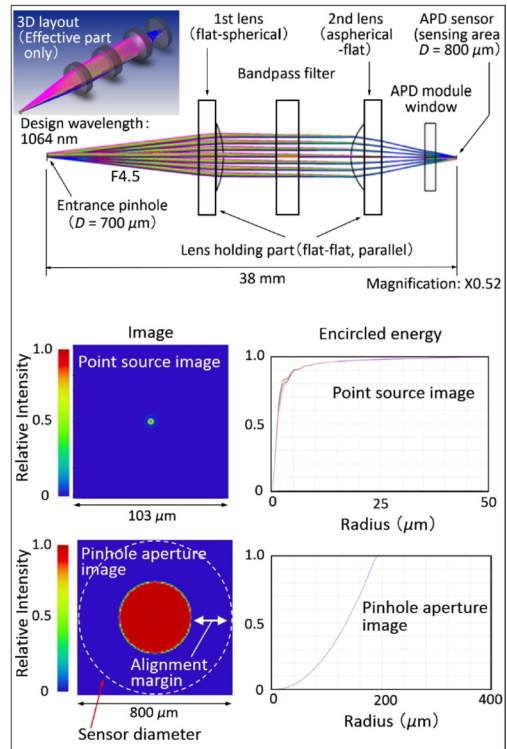 3D layout
(Effective part
only)
1st lens
(flat-spherical)
2nd lens
(aspherical
-flat)
APD sensor
(sensing area
D = 800 μm)
Bandpass filter
APD module
window
Design wavelength:
1064 nm
F4.5
Entrance pinhole
(D = 700 μm)
Lens holding part (flat-flat, parallel)
38 mm
Magnification: X0.52
Image
Encircled energy
Relative Intensity
1.0
0.5
0
Point source image
103 μm
1.0
0.5
0
Point source image
0
25
50
Radius (μm)
Relative Intensity
1.0
0.5
0
Pinhole aperture
image
Alignment
margin
800 μm
Sensor diameter
1.0
0.5
0
Pinhole aperture
image
0
200
400
Radius (μm)